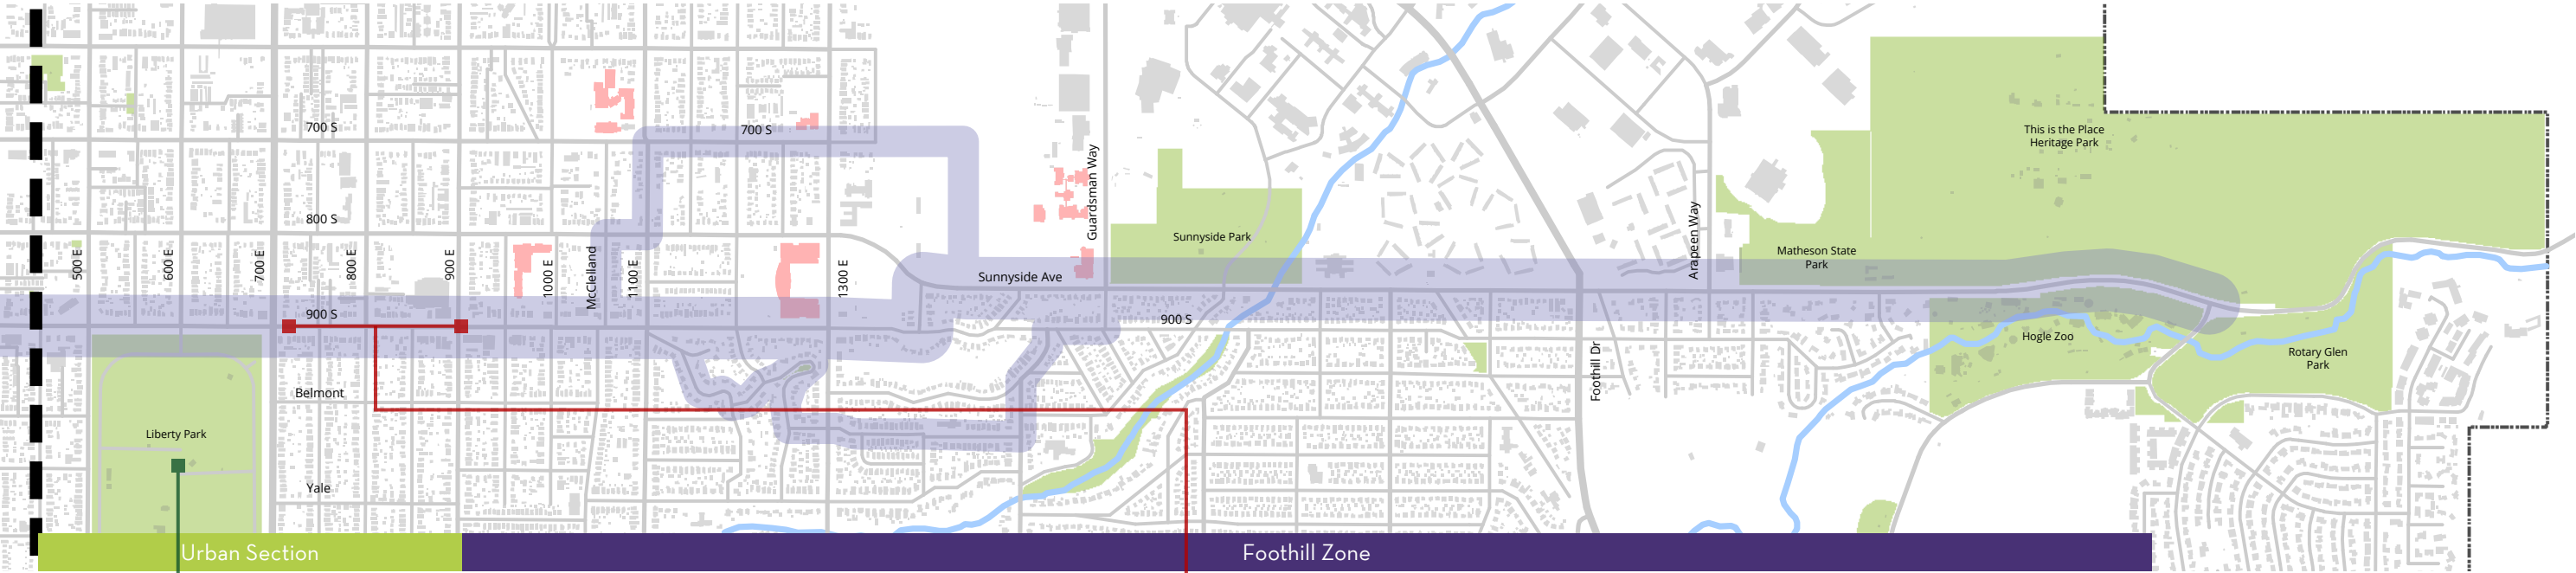 700 S
700 S
This is the Place
Heritage Park
Guardsman Way
800 S
Arapeen Way
Sunnyside Park
Matheson State
Park
500 E
600 E
700 E
800 E
900 E
1000 E
McClelland
1100 E
1300 E
Sunnyside Ave
900 S
900 S
Hogle Zoo
Rotary Glen
Park
Foothill Dr
Belmont
Liberty Park
Yale
Urban Section
Foothill Zone